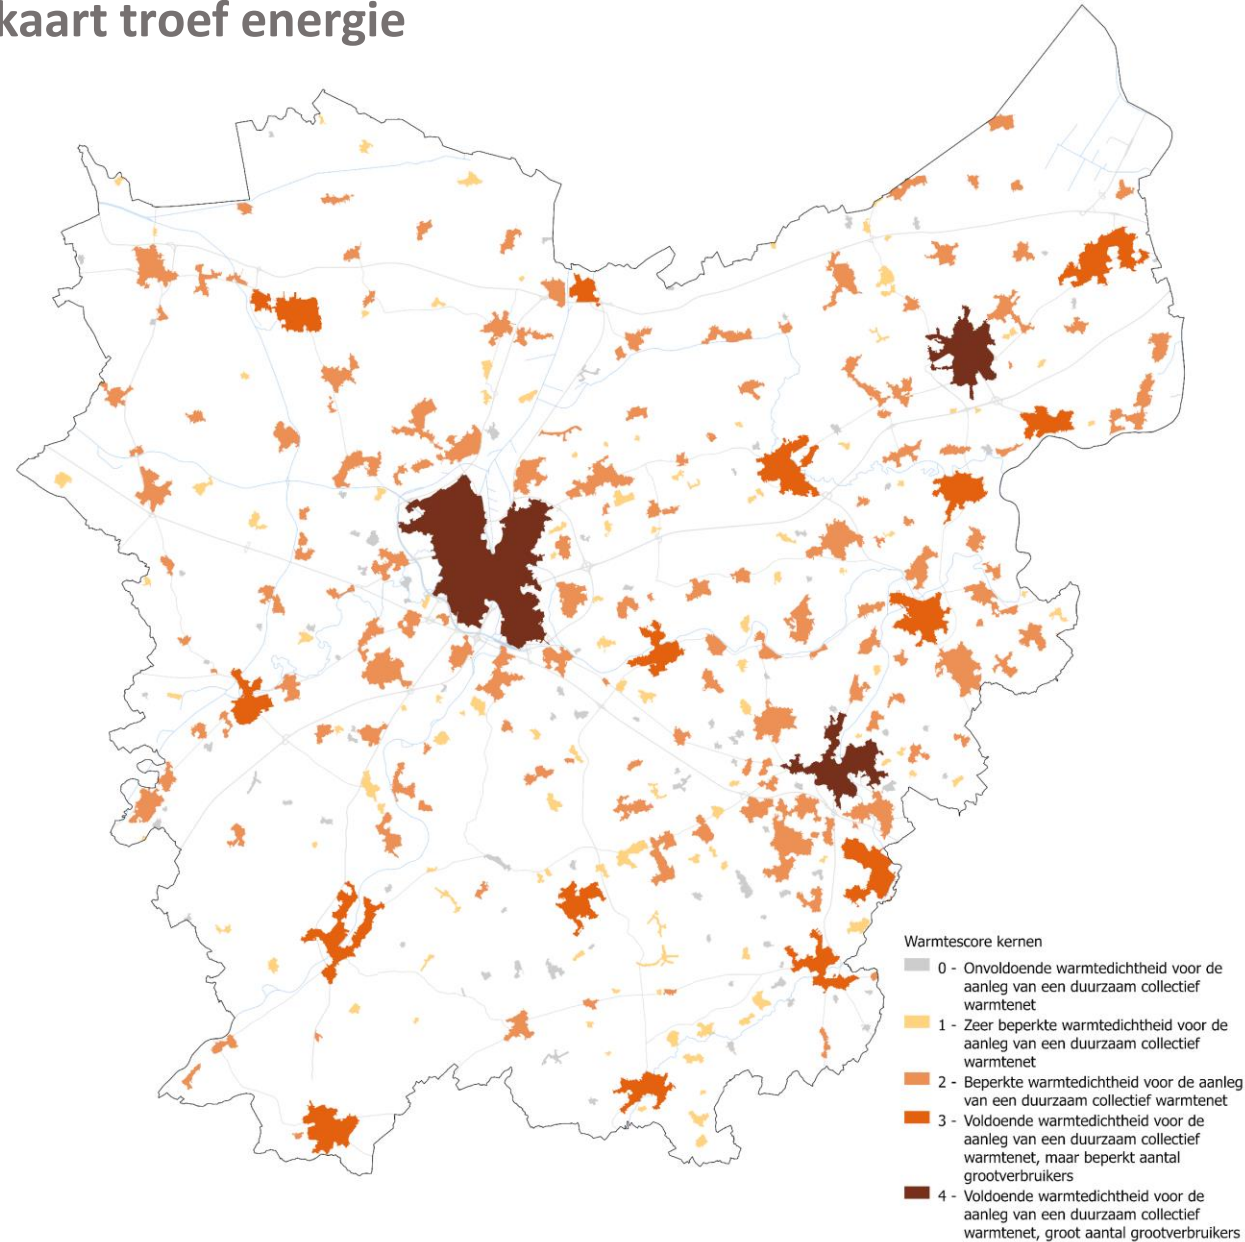 kaart troef energie
Warmtescore kernen
0 - Onvoldoende warmtedichtheid voor de
aanleg van een duurzaam collectief
warmtenet
1 - Zeer beperkte warmtedichtheid voor de
aanleg van een duurzaam collectief
warmtenet
2 - Beperkte warmtedichtheid voor de aanleg
van een duurzaam collectief warmtenet
3 - Voldoende warmtedichtheid voor de
aanleg van een duurzaam collectief
warmtenet, maar beperkt aantal
grootverbruikers
4 - Voldoende warmtedichtheid voor de
aanleg van een duurzaam collectief
warmtenet, groot aantal grootverbruikers